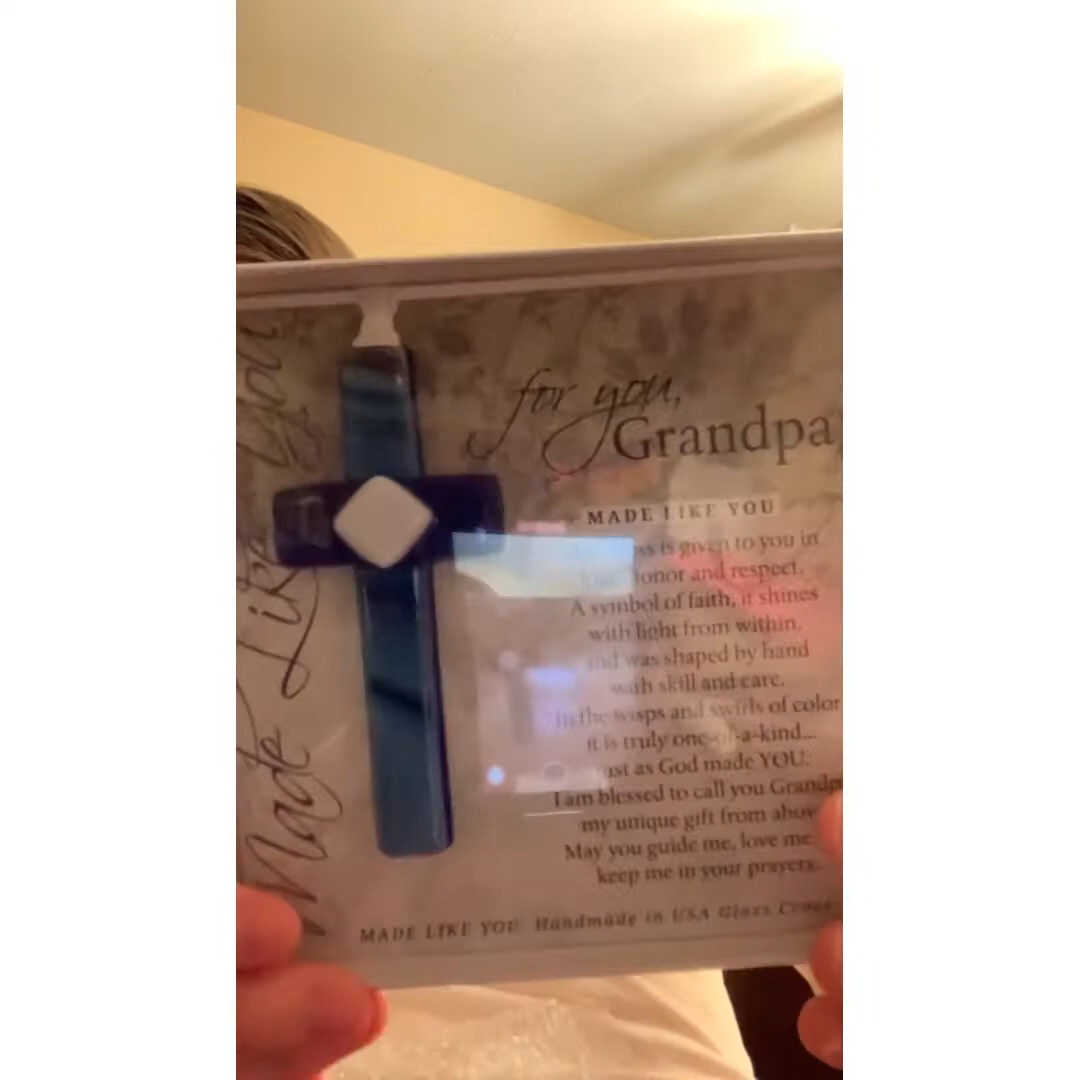 Made Like You
for you,
Grandpa
MADE LIKE YOU
is given to you in
honor and respect.
A symbol of faith, it shines
with light from within,
and was shaped by hand
with skill and care.
In the wisps and swirls of color
it is truly one-of-a-kind...
just as God made YOU.
I am blessed to call you Grandpa
my unique gift from above
May you guide me, love me
keep me in your prayers.
MADE LIKE YOU Handmade in USA Glass Cross